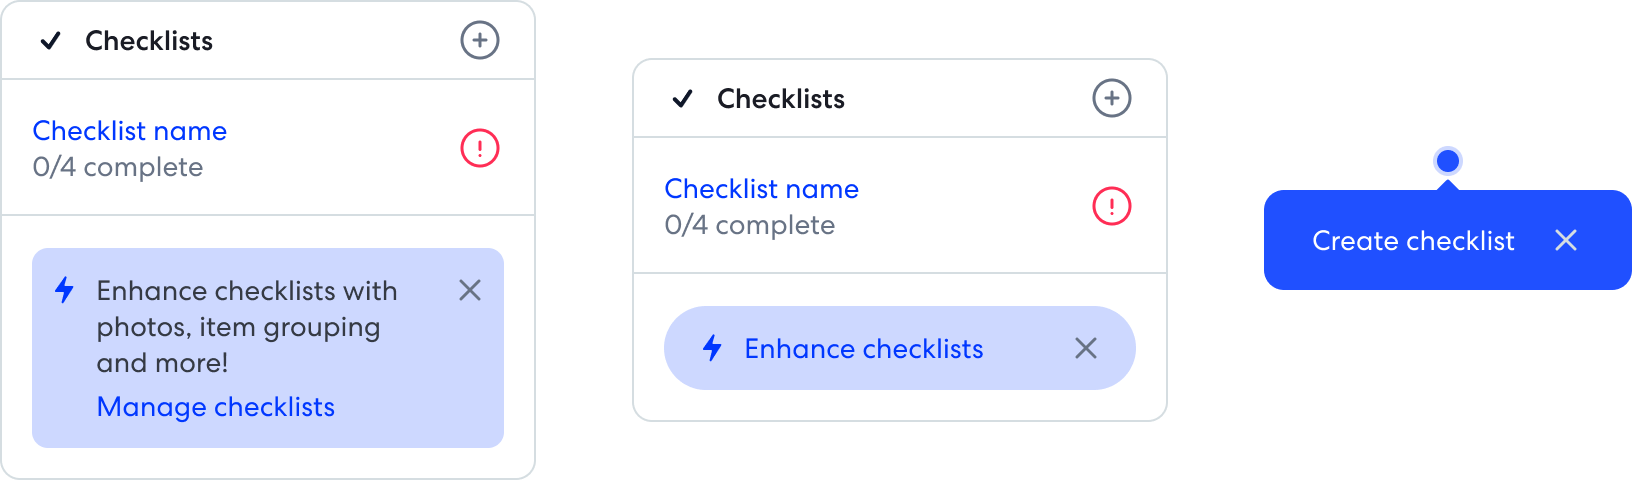 Checklists
Checklist name
0/4 complete
Enhance checklists with
photos, item grouping
and more!
Manage checklists
Checklists
Checklist name
0/4 complete
Enhance checklists
Create checklist